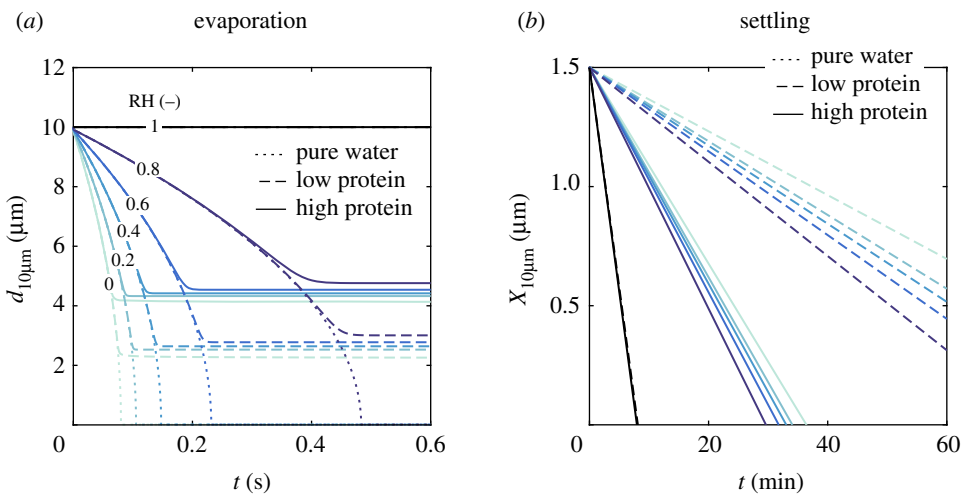 (a) evaporation
12
10
8
6
4
2
0 0.2 0.4 0.6
d10μm (μm)
t (s)
RH (–)
1
0.8
0.6
0.4
0.2
0
pure water
low protein
high protein
(b) settling
1.5
1.0
0.5
0 20 40 60
X10μm (μm)
t (min)
pure water
low protein
high protein